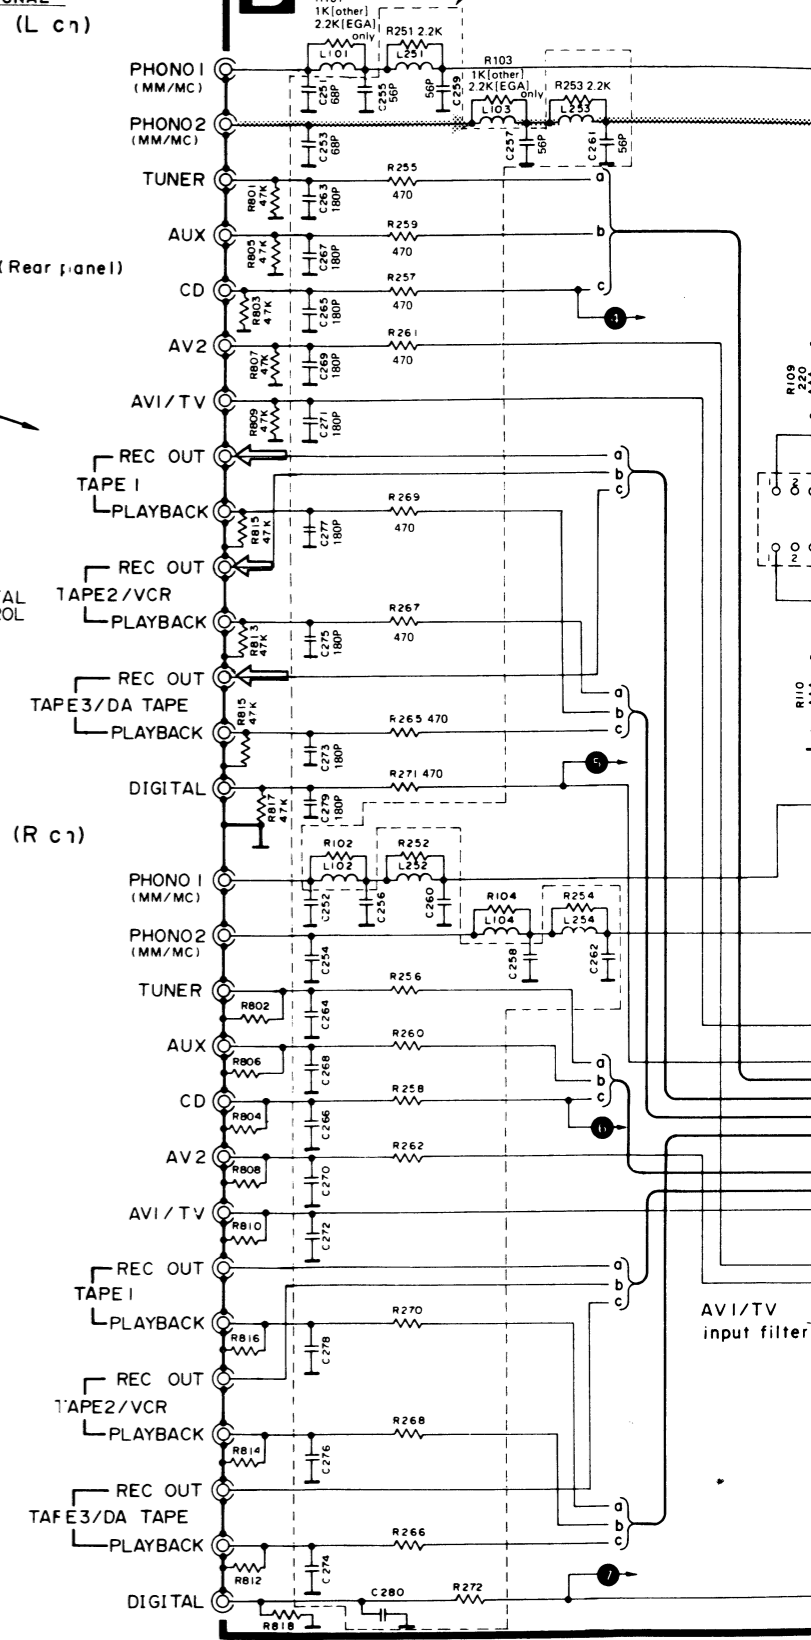 (L ch)
1K[other]
2.2K[EGA]
only
R251 2.2K
L101
L251
PHONO1
(MM/MC)
C251
68P
C255
56P
56P
C259
R103
1K[other]
2.2K[EGA]
only
R253 2.2K
L103
L253
PHONO2
(MM/MC)
C253
68P
C257
56P
C261
56P
TUNER
R801
47K
C263
180P
R255
470
a
AUX
R805
47K
C267
180P
R259
470
b
(Rear panel)
CD
R803
47K
C265
180P
R257
470
c
4
AV2
R807
47K
C269
180P
R261
470
R109
220
AV1/TV
R809
47K
C271
180P
REC OUT
a
b
c
TAPE 1
1 2
PLAYBACK
R815
47K
C277
180P
R269
470
REC OUT
1 2
TAPE2/VCR
PLAYBACK
R813
47K
C275
180P
R267
470
REC OUT
TAPE3/DA TAPE
a
b
c
R110
PLAYBACK
R815
47K
C273
180P
R265 470
5
DIGITAL
R817
47K
C279
180P
R271 470
(R ch)
R102
L102
R252
L252
PHONO 1
(MM/MC)
C252
C256
C260
R104
L104
R254
L254
PHONO2
(MM/MC)
C254
C258
C262
TUNER
R802
C264
R256
AUX
R806
C268
R260
a
b
c
CD
R804
C266
R258
6
AV2
R808
C270
R262
AV1/TV
R810
C272
REC OUT
a
b
c
TAPE1
AV1/TV
input filter
PLAYBACK
R816
C278
R270
REC OUT
TAPE2/VCR
PLAYBACK
R814
C276
R268
REC OUT
TAPE3/DA TAPE
a
b
c
PLAYBACK
R812
C274
R266
7
DIGITAL
R818
C280
R272